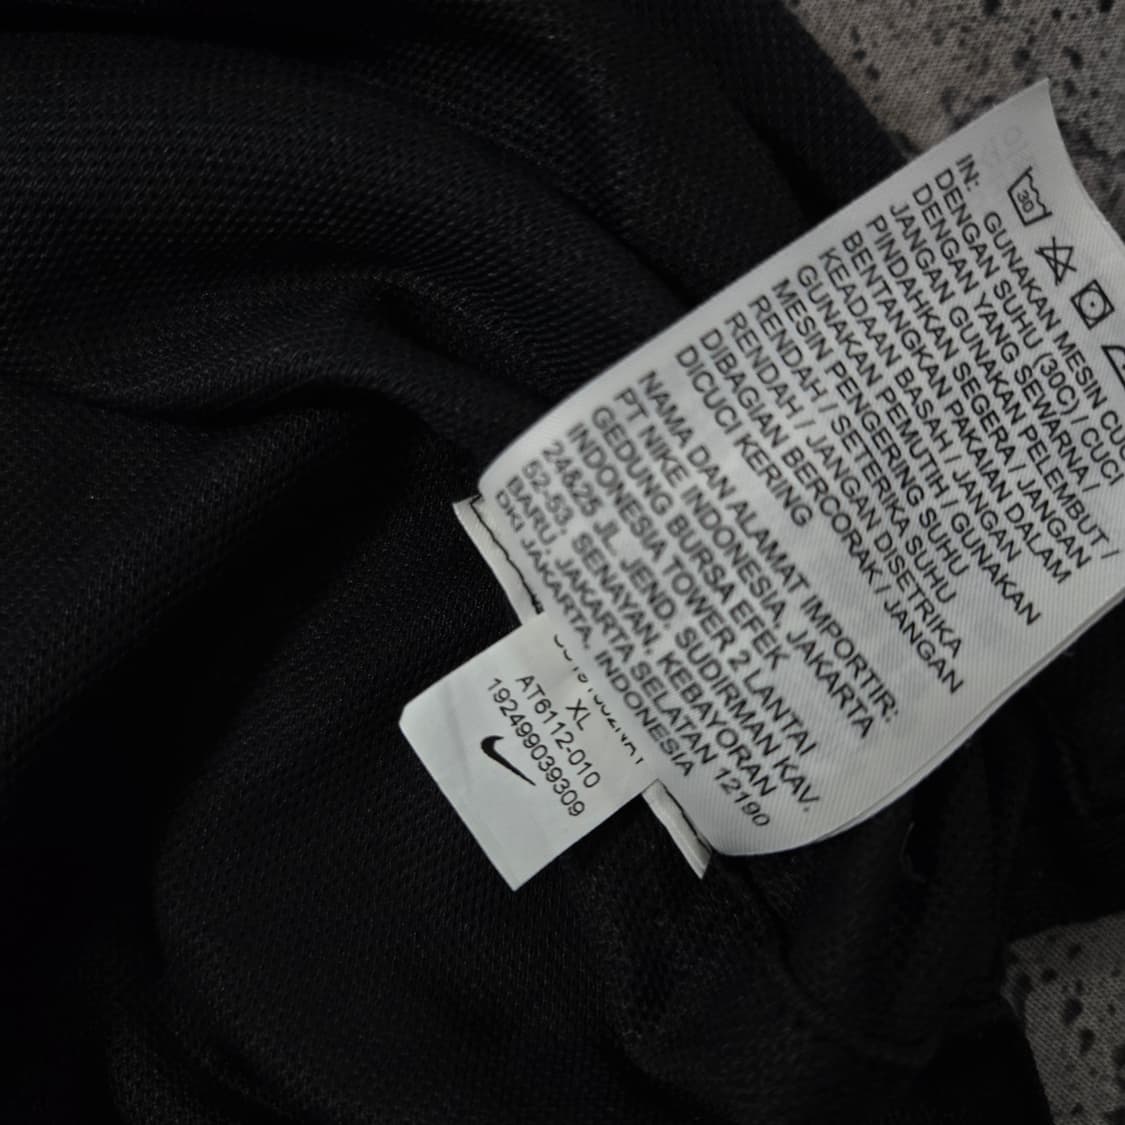 30
IN: GUNAKAN MESIN
DENGAN SUHU (30C) / CUCI
DENGAN YANG SEWARNA /
JANGAN GUNAKAN PELEMBUT /
PINDAHKAN SEGERA / JANGAN
BENTANGKAN PAKAIAN DALAM
KEADAAN BASAH / JANGAN
GUNAKAN PEMUTIH / GUNAKAN
MESIN PENGERING SUHU
RENDAH / SETERIKA SUHU
RENDAH / JANGAN DISETRIKA
DIBAGIAN BERCORAK / JANGAN
DICUCI KERING
NAMA DAN ALAMAT IMPORTIR:
PT NIKE INDONESIA, JAKARTA
GEDUNG BURSA EFEK
INDONESIA TOWER 2 LANTAI
24&25 JL. JEND. SUDIRMAN KAV.
52-53, SENAYAN, KEBAYORAN
BARU, JAKARTA SELATAN 12190
DKI JAKARTA, INDONESIA
XL
AT6112-010
192499039309